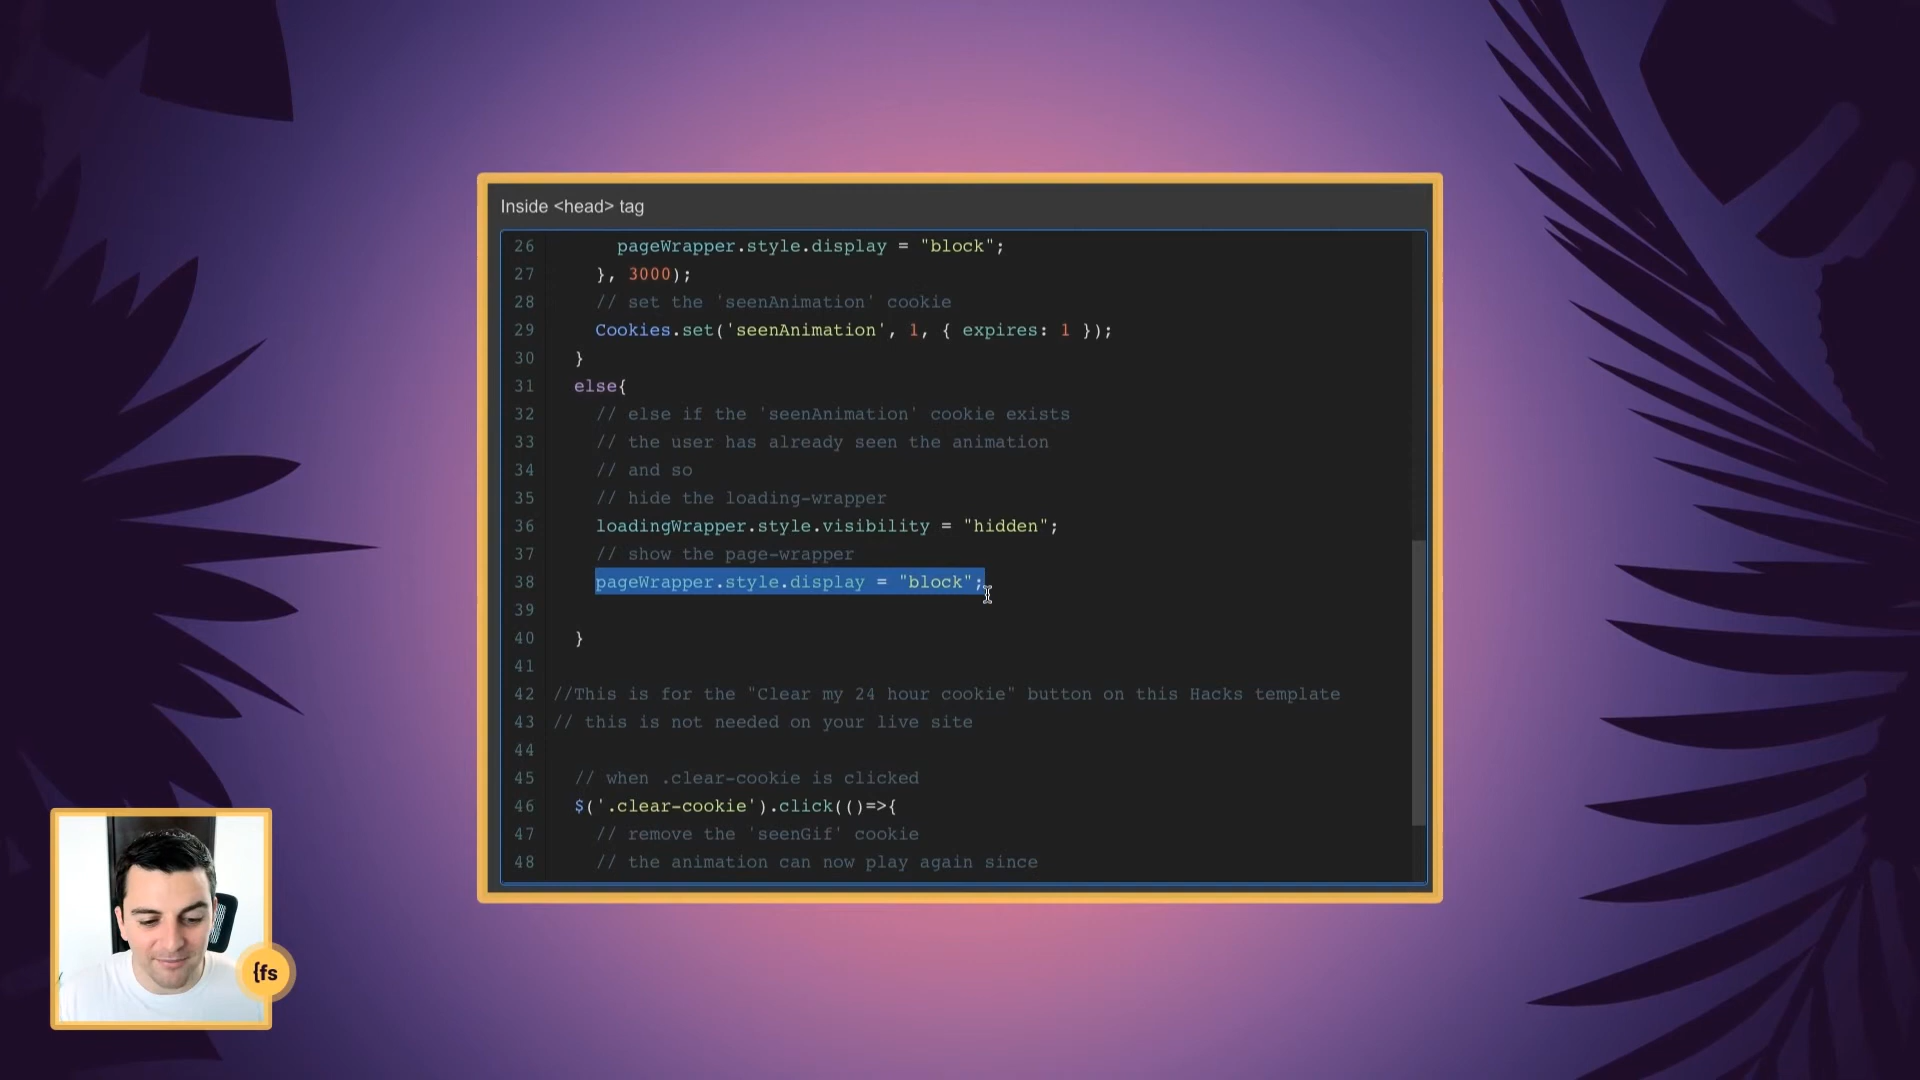 Inside <head> tag
26 pageWrapper.style.display = "block";
27 }, 3000);
28 // set the 'seenAnimation' cookie
29 Cookies.set('seenAnimation', 1, { expires: 1 });
30 }
31 else{
32 // else if the 'seenAnimation' cookie exists
33 // the user has already seen the animation
34 // and so
35 // hide the loading-wrapper
36 loadingWrapper.style.visibility = "hidden";
37 // show the page-wrapper
38 pageWrapper.style.display = "block";
39
40 }
41
42 //This is for the "Clear my 24 hour cookie" button on this Hacks template
43 // this is not needed on your live site
44
45 // when .clear-cookie is clicked
46 $('.clear-cookie').click(()=>{
47 // remove the 'seenGif' cookie
48 // the animation can now play again since
{fs